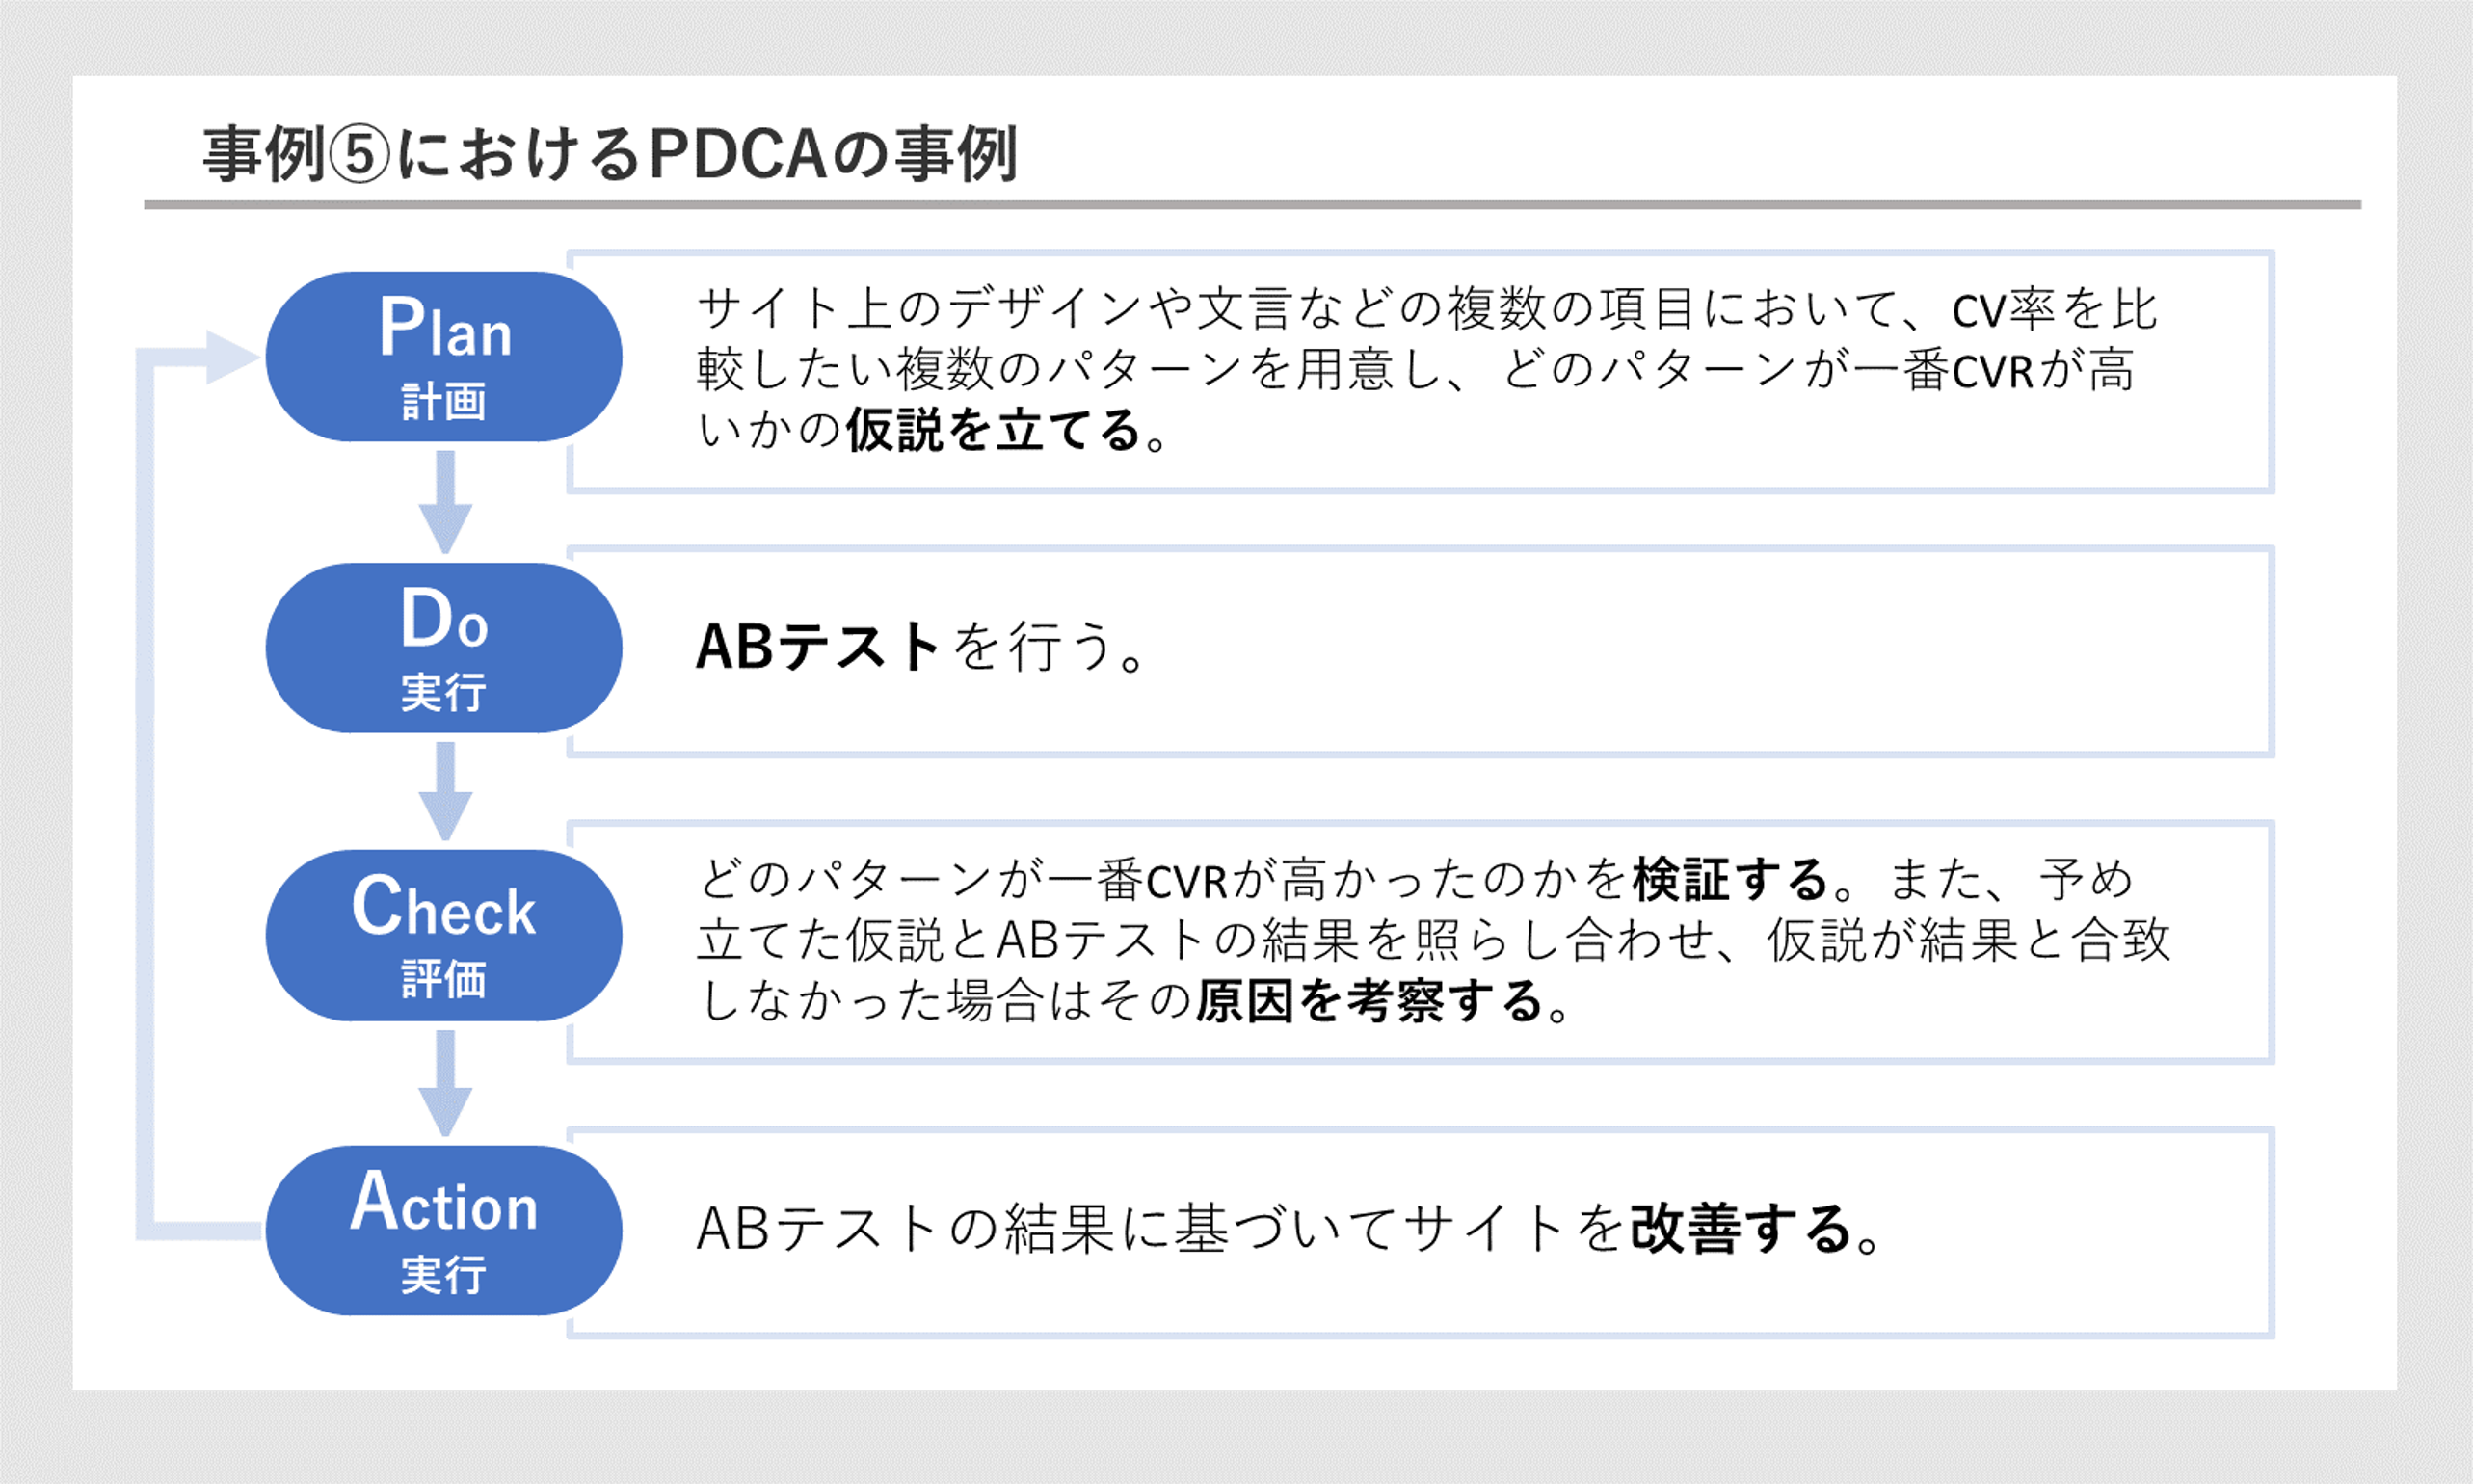 事例⑤におけるPDCAの事例
Plan
計画
サイト上のデザインや文言などの複数の項目において、CV率を比
較したい複数のパターンを用意し、どのパターンが一番CVRが高
いかの仮説を立てる。
Do
実行
ABテストを行う。
Check
評価
どのパターンが一番CVRが高かったのかを検証する。また、予め
立てた仮説とABテストの結果を照らし合わせ、仮説が結果と合致
しなかった場合はその原因を考察する。
Action
実行
ABテストの結果に基づいてサイトを改善する。